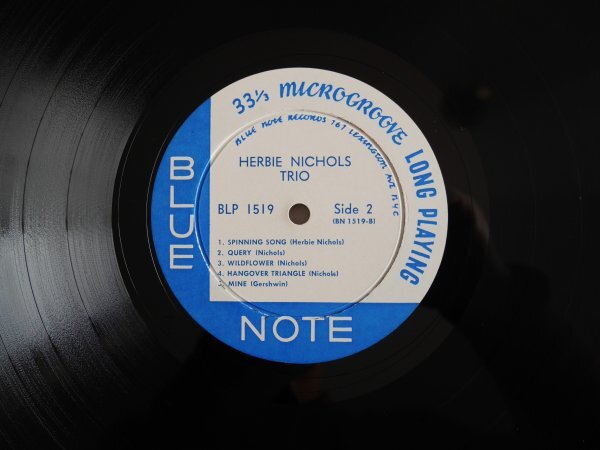 33⅓ MICROGROOVE LONG PLAYING
BLUE NOTE RECORDS 767 LEXINGTON AVE NYC
HERBIE NICHOLS
TRIO
BLP 1519 Side 2
(BN 1519-B)
1. SPINNING SONG (Herbie Nichols)
2. QUERY (Nichols)
3. WILDFLOWER (Nichols)
4. HANGOVER TRIANGLE (Nichols)
5. MINE (Gershwin)
BLUE
NOTE